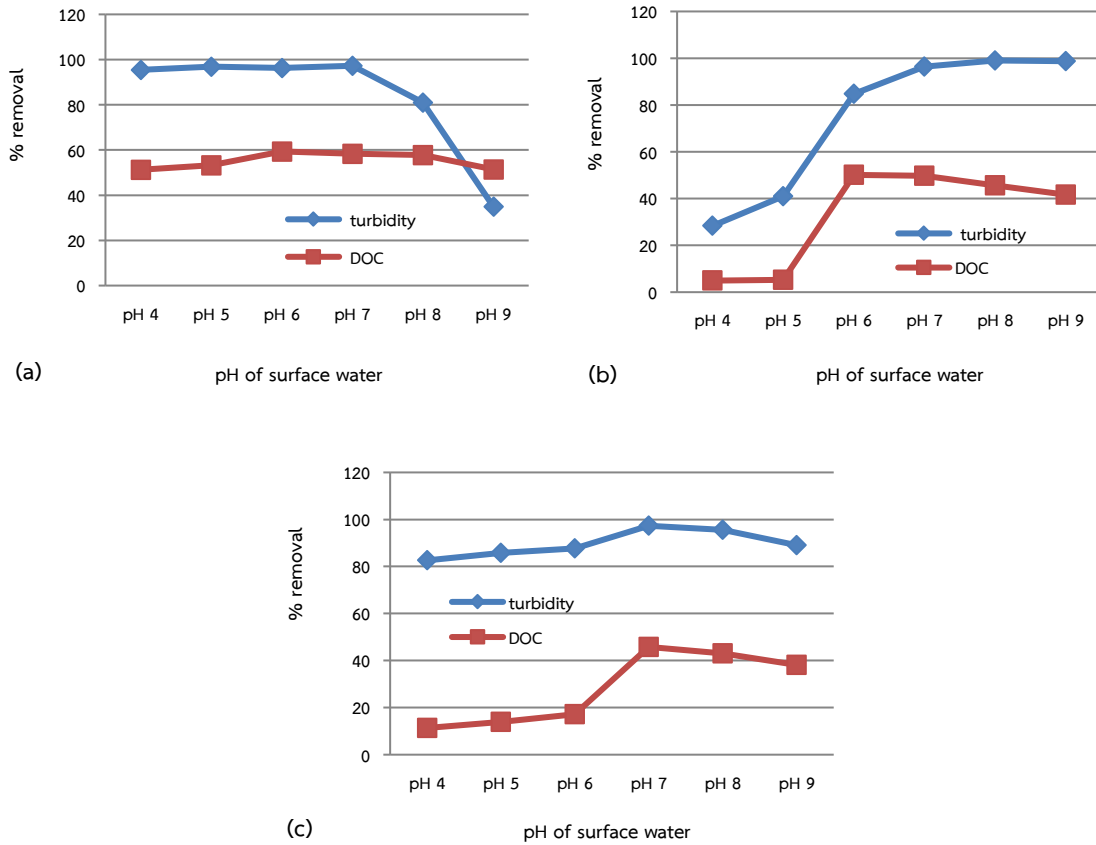 120
100
80
60
40
20
0
% removal
turbidity
DOC
pH 4 pH 5 pH 6 pH 7 pH 8 pH 9
(a)
pH of surface water
120
100
80
60
40
20
0
% removal
turbidity
DOC
pH 4 pH 5 pH 6 pH 7 pH 8 pH 9
(b)
pH of surface water
120
100
80
60
40
20
0
% removal
turbidity
DOC
pH 4 pH 5 pH 6 pH 7 pH 8 pH 9
(c)
pH of surface water